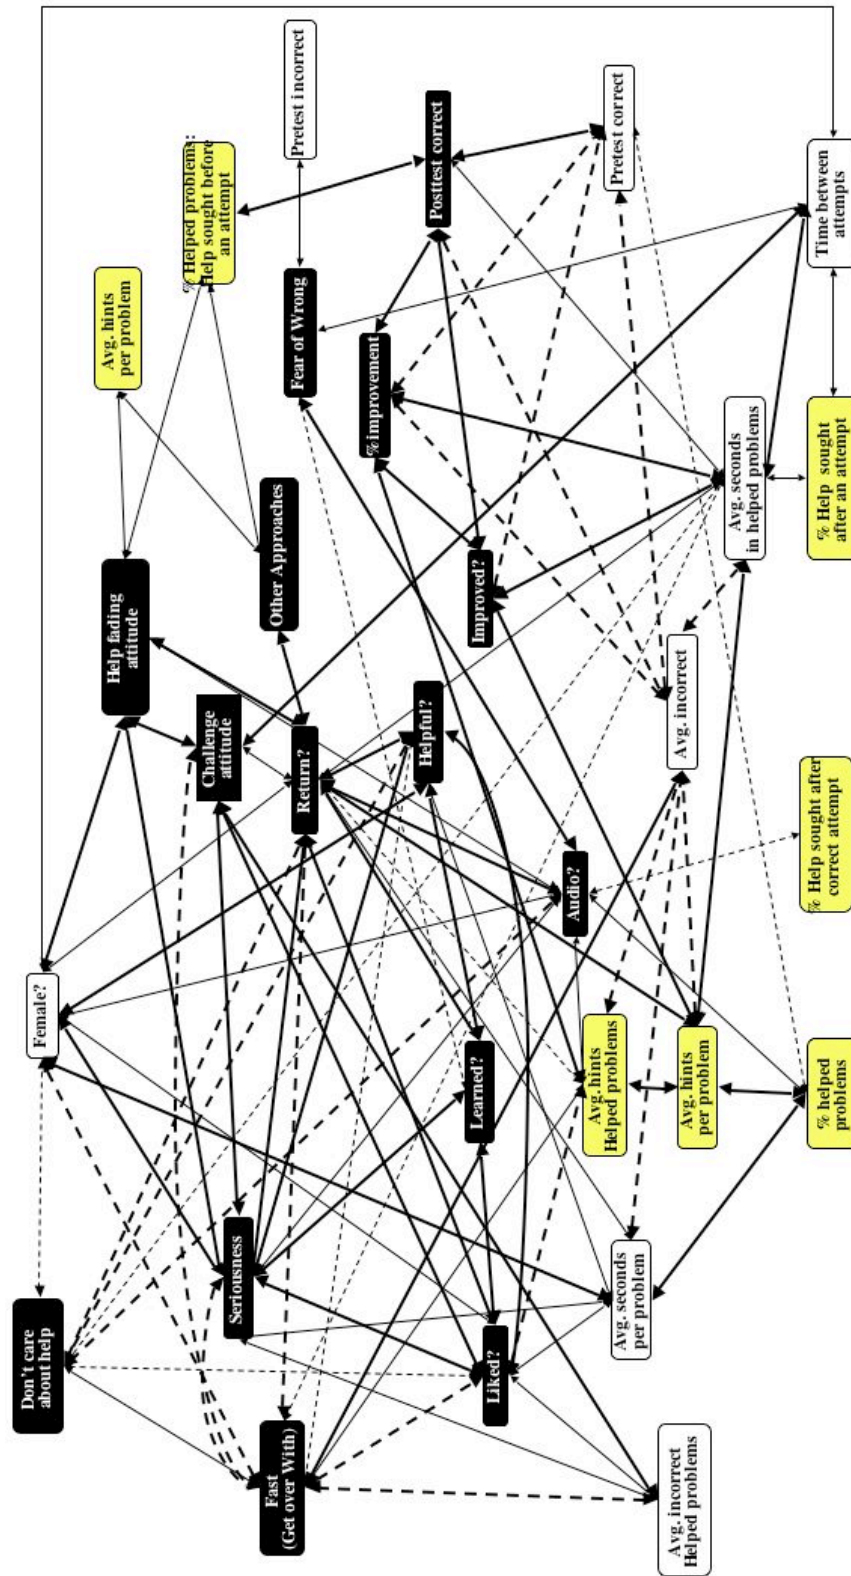 Don't care
about help
Female?
Help fading
attitude
Avg. hints
per problem
% Helped problems:
Help sought before
an attempt
Challenge
attitude
Seriousness
Fast
(Get over With)
Other Approaches
Return?
Fear of Wrong
Pretest incorrect
%improvement
Helpful?
Posttest correct
Learned?
Improved?
Liked?
Audio?
Avg. hints
Helped problems
Pretest correct
Avg. seconds
per problem
Avg. incorrect
Helped problems
Avg. incorrect
Avg. hints
per problem
Avg. seconds
in helped problems
Time between
attempts
% helped
problems
% Help sought after
correct attempt
% Help sought
after an attempt